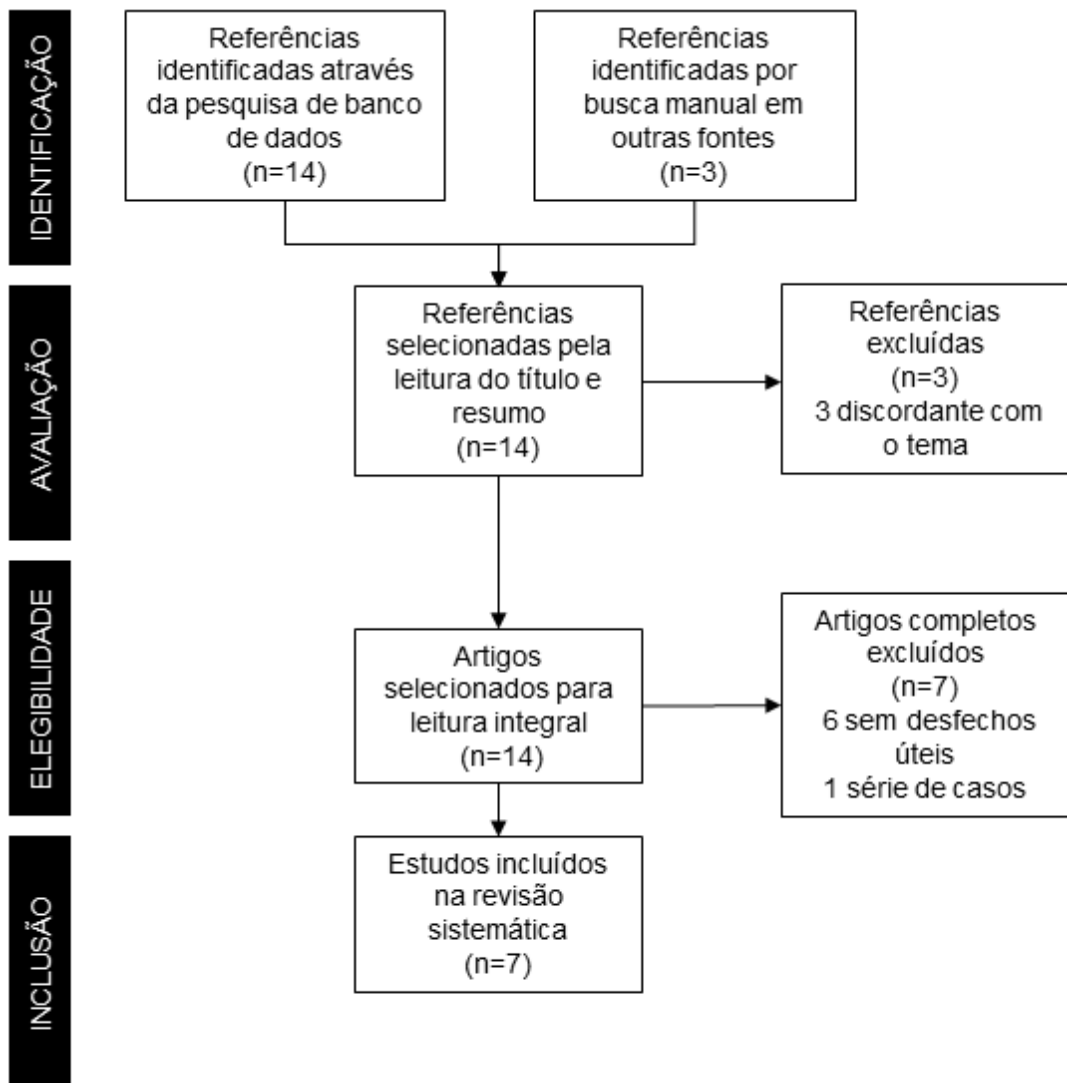 IDENTIFICAÇÃO
Referências
identificadas através
da pesquisa de banco
de dados
(n=14)
Referências
identificadas por
busca manual em
outras fontes
(n=3)
AVALIAÇÃO
Referências
selecionadas pela
leitura do título e
resumo
(n=14)
Referências
excluídas
(n=3)
3 discordante com
o tema
ELEGIBILIDADE
Artigos
selecionados para
leitura integral
(n=14)
Artigos completos
excluídos
(n=7)
6 sem desfechos
úteis
1 série de casos
INCLUSÃO
Estudos incluídos
na revisão
sistemática
(n=7)